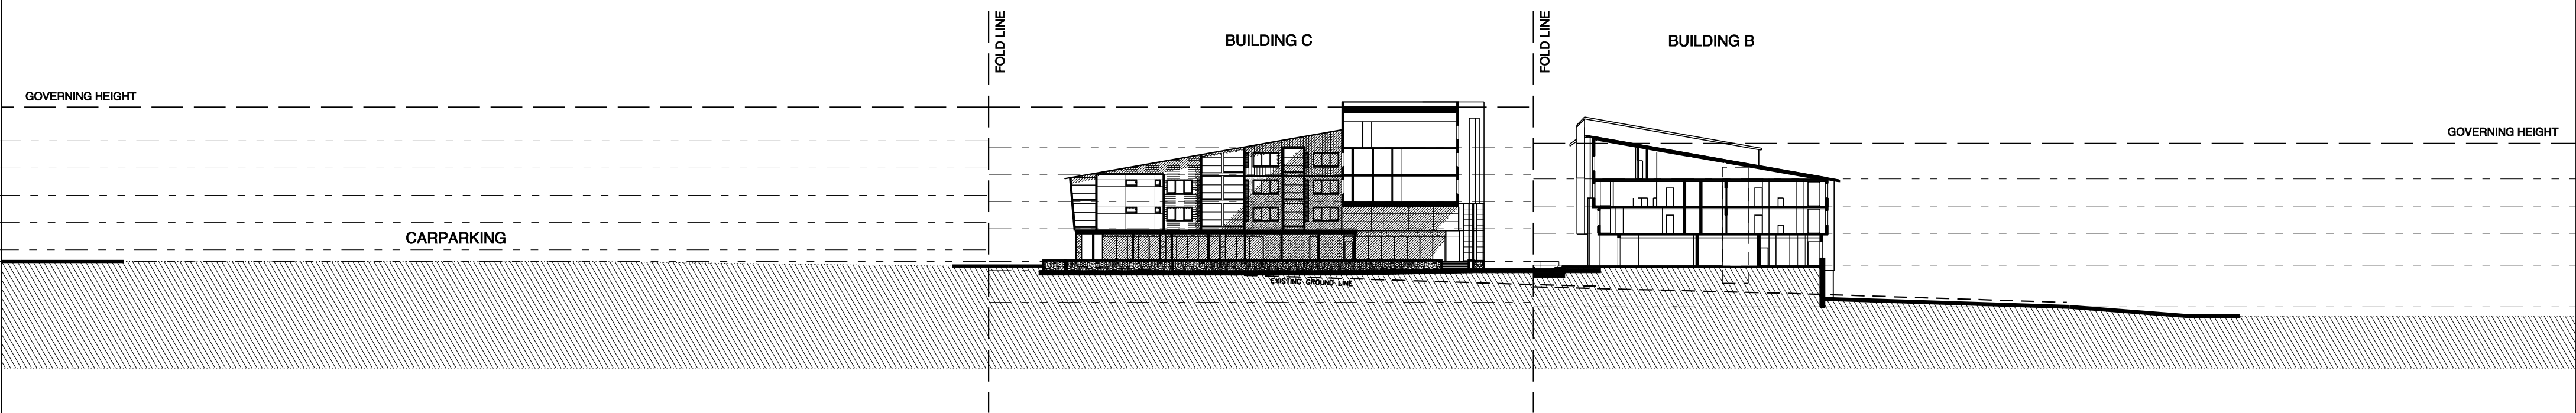 FOLD LINE
BUILDING C
FOLD LINE
BUILDING B
GOVERNING HEIGHT
GOVERNING HEIGHT
CARPARKING
EXISTING GROUND LINE